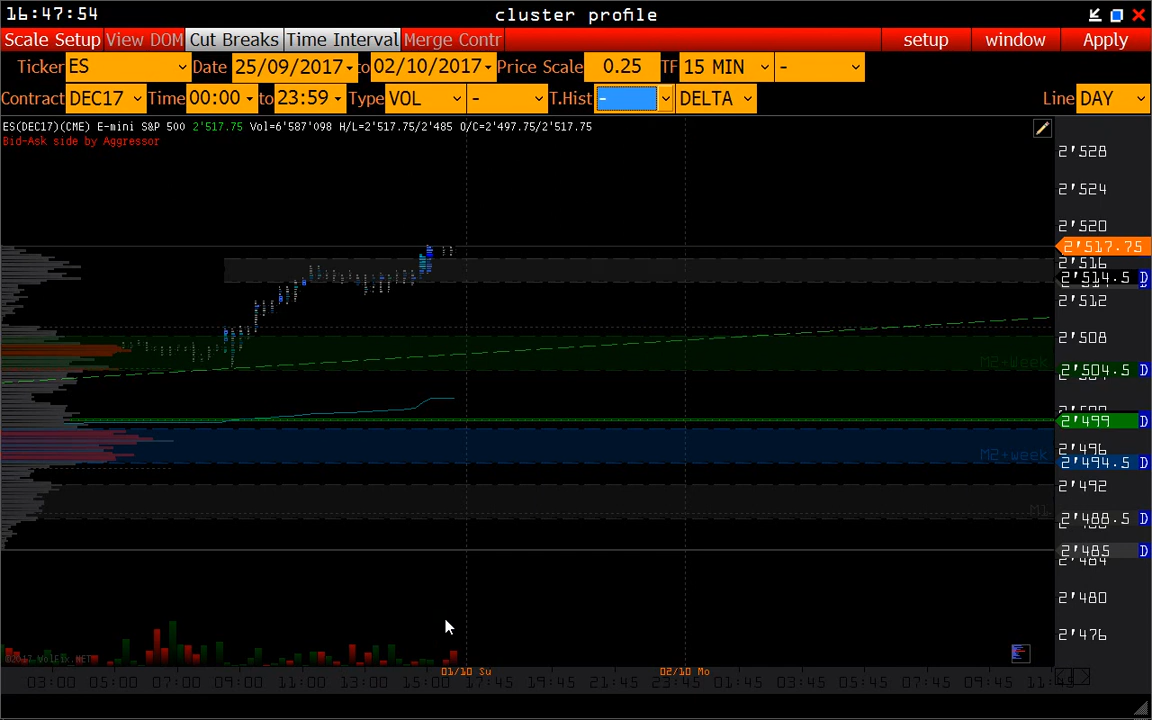 16:47:54 cluster profile
Scale Setup View DOM Cut Breaks Time Interval Merge Contr setup window Apply
Ticker ES Date 25/09/2017 to 02/10/2017 Price Scale 0.25 TF 15 MIN -
Contract DEC17 Time 00:00 to 23:59 Type VOL - T.Hist - DELTA Line DAY
ES(DEC17)(CME) E-mini S&P 500 2'517.75 Vol=6'587'098 H/L=2'517.75/2'485 O/C=2'497.75/2'517.75
Bid-Ask side by Aggressor
2'528
2'524
2'520
2'517.75
2'516
2'514.5 D
2'512
2'508
M2+Week
2'504.5 D
2'499 D
2'496
M2+week
2'494.5 D
2'492
M1
2'488.5 D
2'485 D
2'484
2'480
2'476
©2017 VolFix.NET
01/10 Su 02/10 Mo
03:00 05:00 07:00 09:00 11:00 13:00 15:00 17:45 19:45 21:45 23:45 01:45 03:45 05:45 07:45 09:45